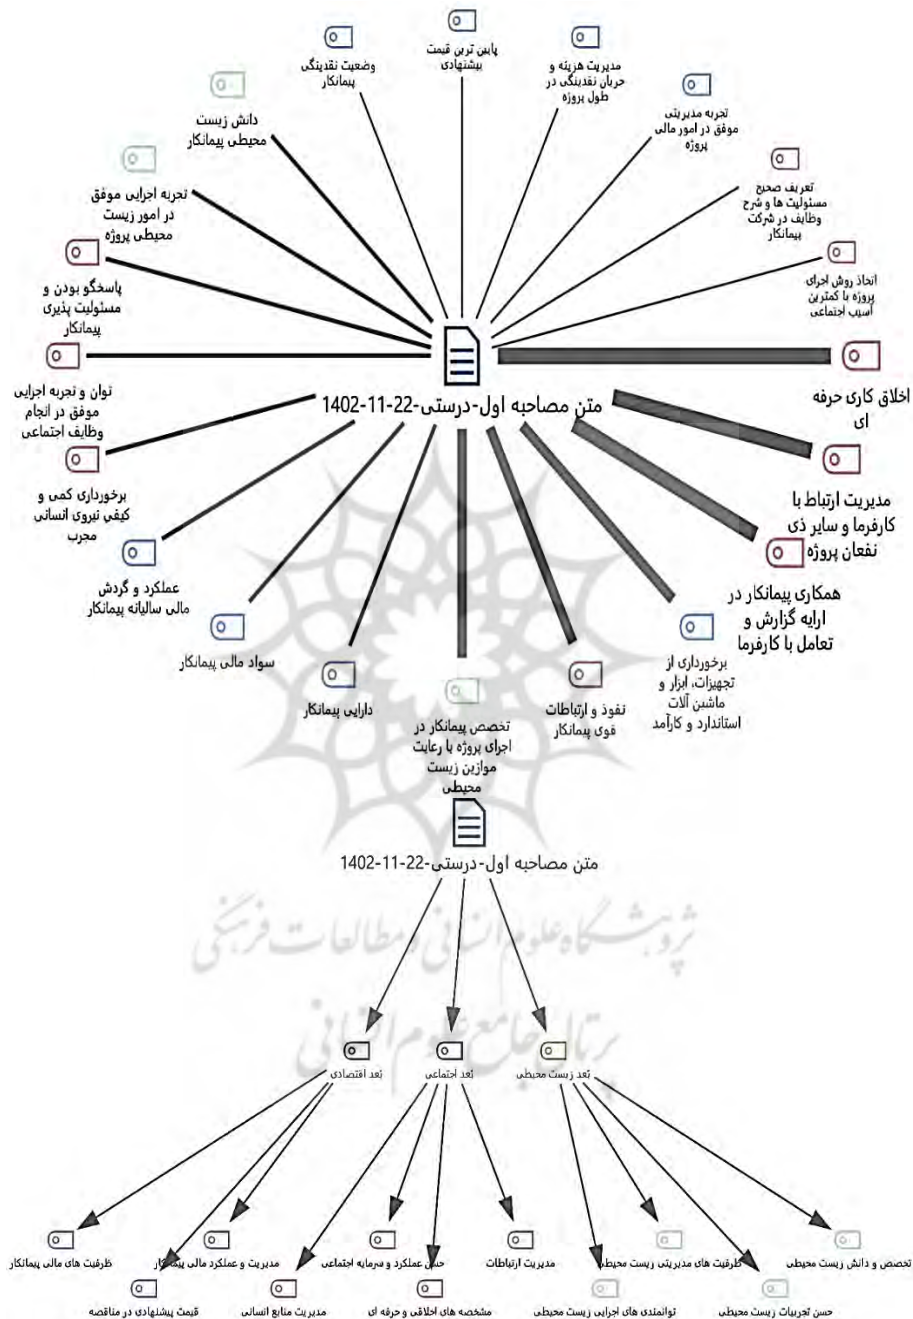 پایین ترین قیمت
پیشنهادی
وضعیت نقدینگی
پیمانکار
مدیریت هزینه و
جریان نقدینگی در
طول پروژه
دانش زیست
محیطی پیمانکار
تجربه مدیریتی
موفق در امور مالی
پروژه
تجربه اجرایی موفق
در امور زیست
محیطی پروژه
تعریف صحیح
مسئولیت ها و شرح
وظایف در شرکت
پیمانکار
پاسخگو بودن و
مسئولیت پذیری
پیمانکار
اتخاذ روش اجرای
پروژه با کمترین
آسیب اجتماعی
توان و تجربه اجرایی
موفق در انجام
وظایف اجتماعی
اخلاق کاری حرفه
ای
متن مصاحبه اول-درستی-22-11-1402
برخورداری کمی و
کیفی نیروی انسانی
مجرب
مدیریت ارتباط با
کارفرما و سایر ذی
نفعان پروژه
عملکرد و گردش
مالی سالیانه پیمانکار
همکاری پیمانکار در
ارایه گزارش و
تعامل با کارفرما
سواد مالی پیمانکار
برخورداری از
تجهیزات، ابزار و
ماشین آلات
استاندارد و کارآمد
دارایی پیمانکار
نفوذ و ارتباطات
قوی پیمانکار
تخصص پیمانکار در
اجرای پروژه با رعایت
موازین زیست
محیطی
متن مصاحبه اول-درستی-22-11-1402
پژوهشگاه علوم انسانی و مطالعات فرهنگی
پرتال جامع علوم انسانی
بُعد زیست محیطی
بُعد اجتماعی
بُعد اقتصادی
تخصص و دانش زیست محیطی
ظرفیت های مدیریتی زیست محیطی
مدیریت ارتباطات
حسن عملکرد و سرمایه اجتماعی
مدیریت و عملکرد مالی پیمانکار
ظرفیت های مالی پیمانکار
حسن تجربیات زیست محیطی
توانمندی های اجرایی زیست محیطی
مشخصه های اخلاقی و حرفه ای
مدیریت منابع انسانی
قیمت پیشنهادی در مناقصه